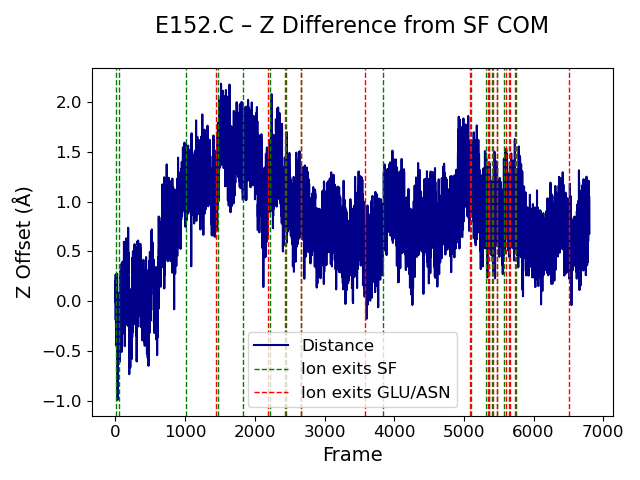 E152.C – Z Difference from SF COM
Z Offset (Å)
2.0
1.5
1.0
0.5
0.0
−0.5
−1.0
Distance
Ion exits SF
Ion exits GLU/ASN
0 1000 2000 3000 4000 5000 6000 7000
Frame